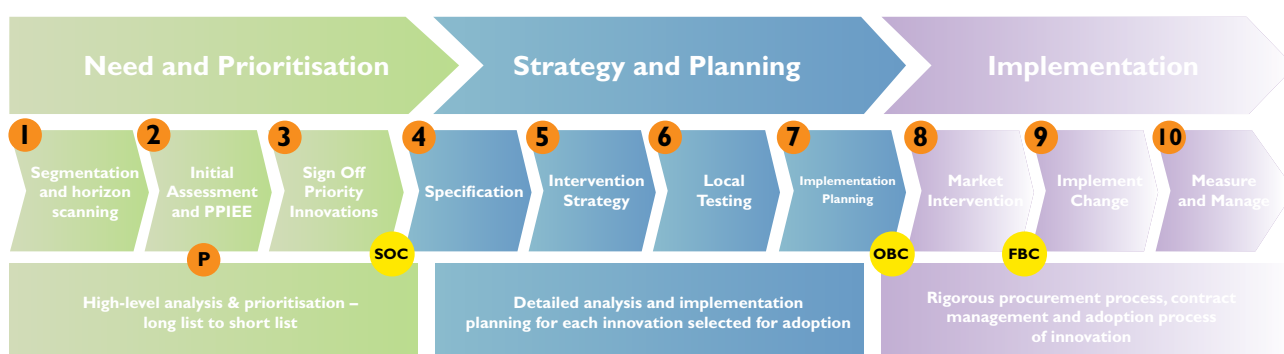 Need and Prioritisation
Strategy and Planning
Implementation
1
Segmentation
and horizon
scanning
2
Initial
Assessment
and PPIEE
3
Sign Off
Priority
Innovations
4
Specification
5
Intervention
Strategy
6
Local
Testing
7
Implementation
Planning
8
Market
Intervention
9
Implement
Change
10
Measure
and Manage
P
SOC
OBC
FBC
High-level analysis & prioritisation –
long list to short list
Detailed analysis and implementation
planning for each innovation selected for adoption
Rigorous procurement process, contract
management and adoption process
of innovation